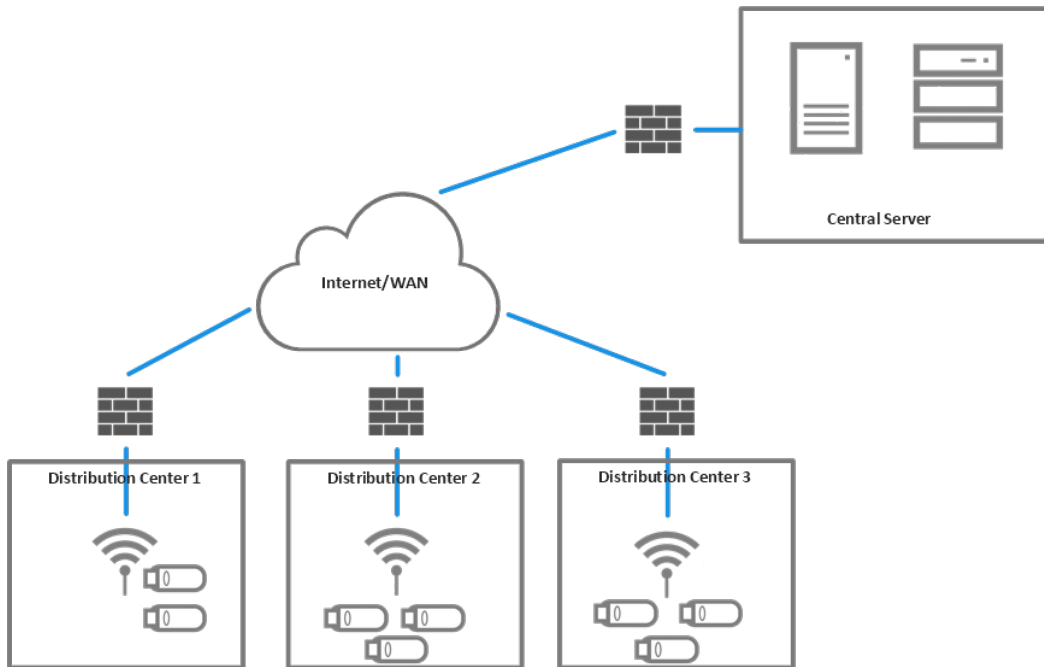 Central Server
Internet/WAN
Distribution Center 1
Distribution Center 2
Distribution Center 3